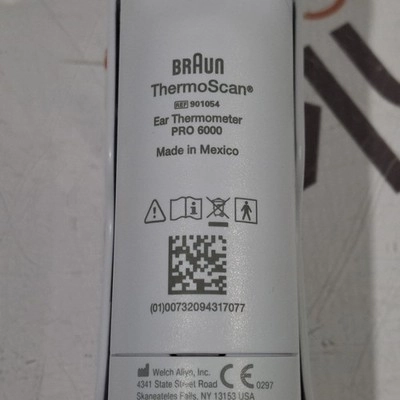 BRAUN
ThermoScan®
REF 901054
Ear Thermometer
PRO 6000
Made in Mexico
(01)00732094317077
Welch Allyn, Inc.
4341 State Street Road
Skaneateles Falls, NY 13153 USA
CE 0297